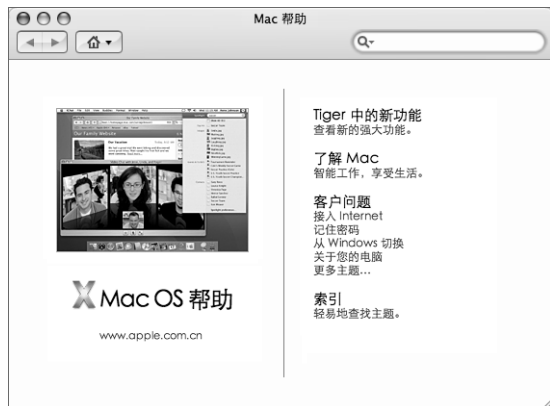 Mac 帮助
Our Family Website
Mac OS 帮助
www.apple.com.cn
Tiger 中的新功能
查看新的强大功能。
了解 Mac
智能工作，享受生活。
客户问题
接入 Internet
记住密码
从 Windows 切换
关于您的电脑
更多主题...
索引
轻易地查找主题。